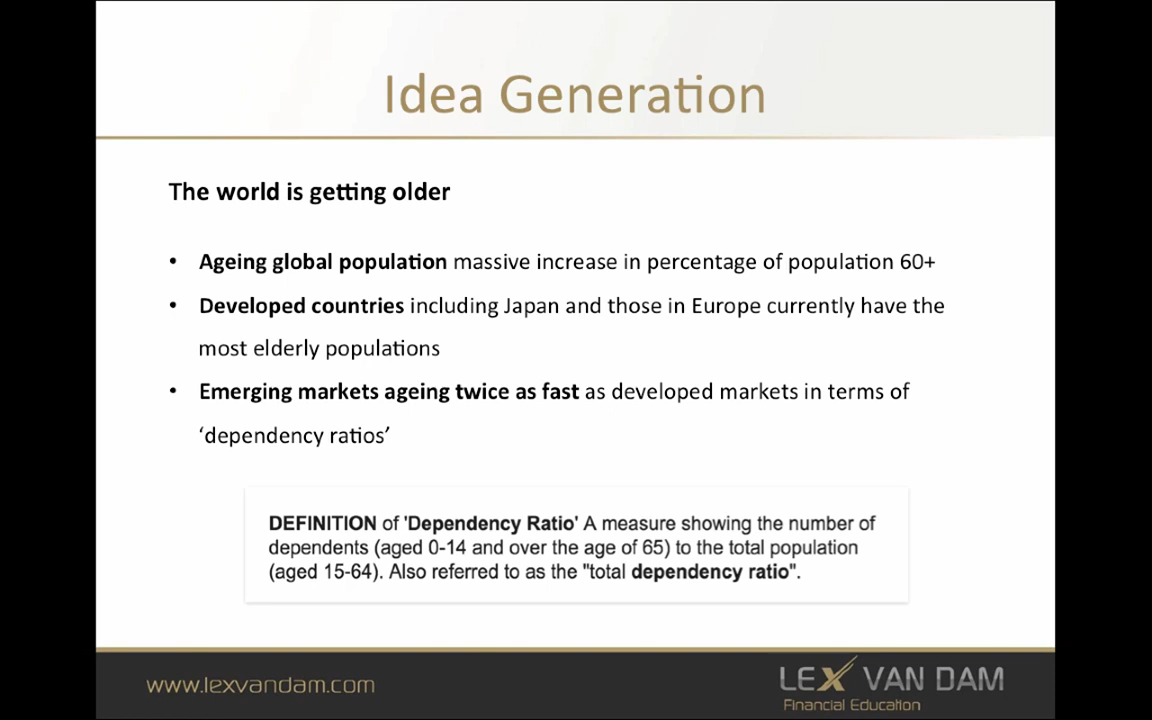 Idea Generation
The world is getting older
• Ageing global population massive increase in percentage of population 60+
• Developed countries including Japan and those in Europe currently have the
most elderly populations
• Emerging markets ageing twice as fast as developed markets in terms of
‘dependency ratios’
DEFINITION of 'Dependency Ratio' A measure showing the number of
dependents (aged 0-14 and over the age of 65) to the total population
(aged 15-64). Also referred to as the "total dependency ratio".
www.lexvandam.com
LEX VAN DAM
Financial Education